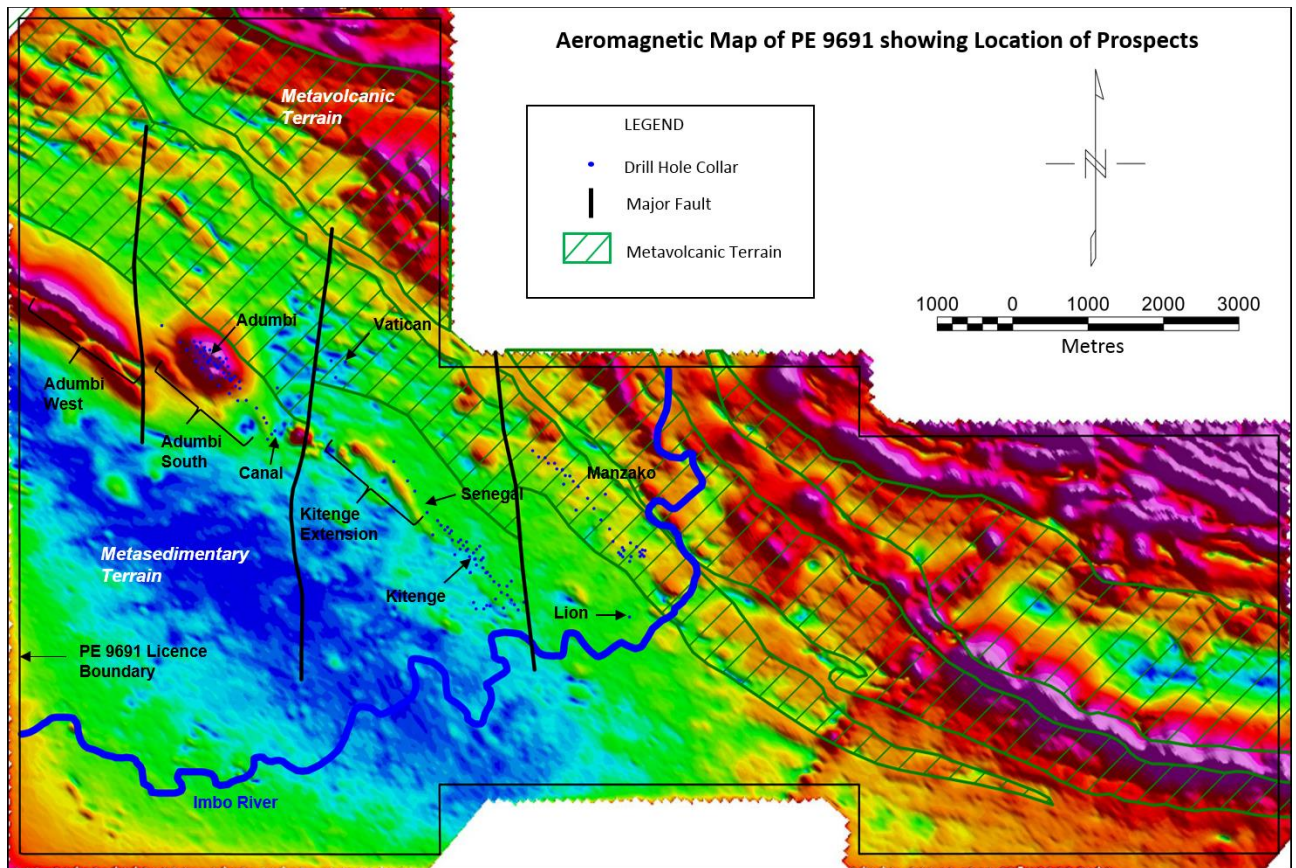 Aeromagnetic Map of PE 9691 showing Location of Prospects
Metavolcanic
Terrain
LEGEND
Drill Hole Collar
Major Fault
Metavolcanic Terrain
N
1000 0 1000 2000 3000
Metres
Adumbi
Vatican
Adumbi
West
Adumbi
South
Canal
Kitenge
Extension
Senegal
Manzako
Metasedimentary
Terrain
Kitenge
Lion
PE 9691 Licence
Boundary
Imbo River